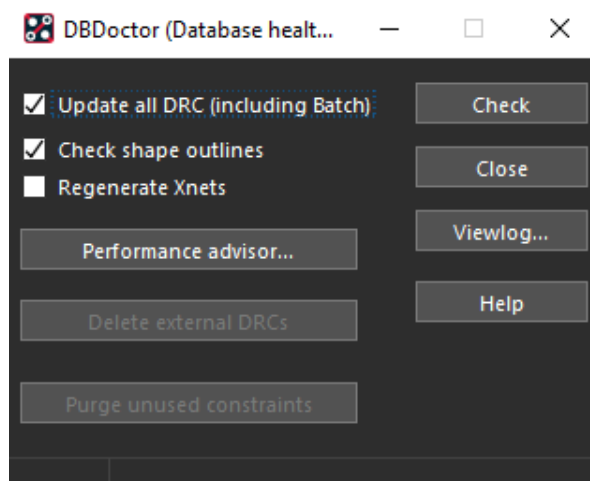 DBDoctor (Database healt...
Update all DRC (including Batch)
Check
Check shape outlines
Close
Regenerate Xnets
Viewlog...
Performance advisor...
Help
Delete external DRCs
Purge unused constraints